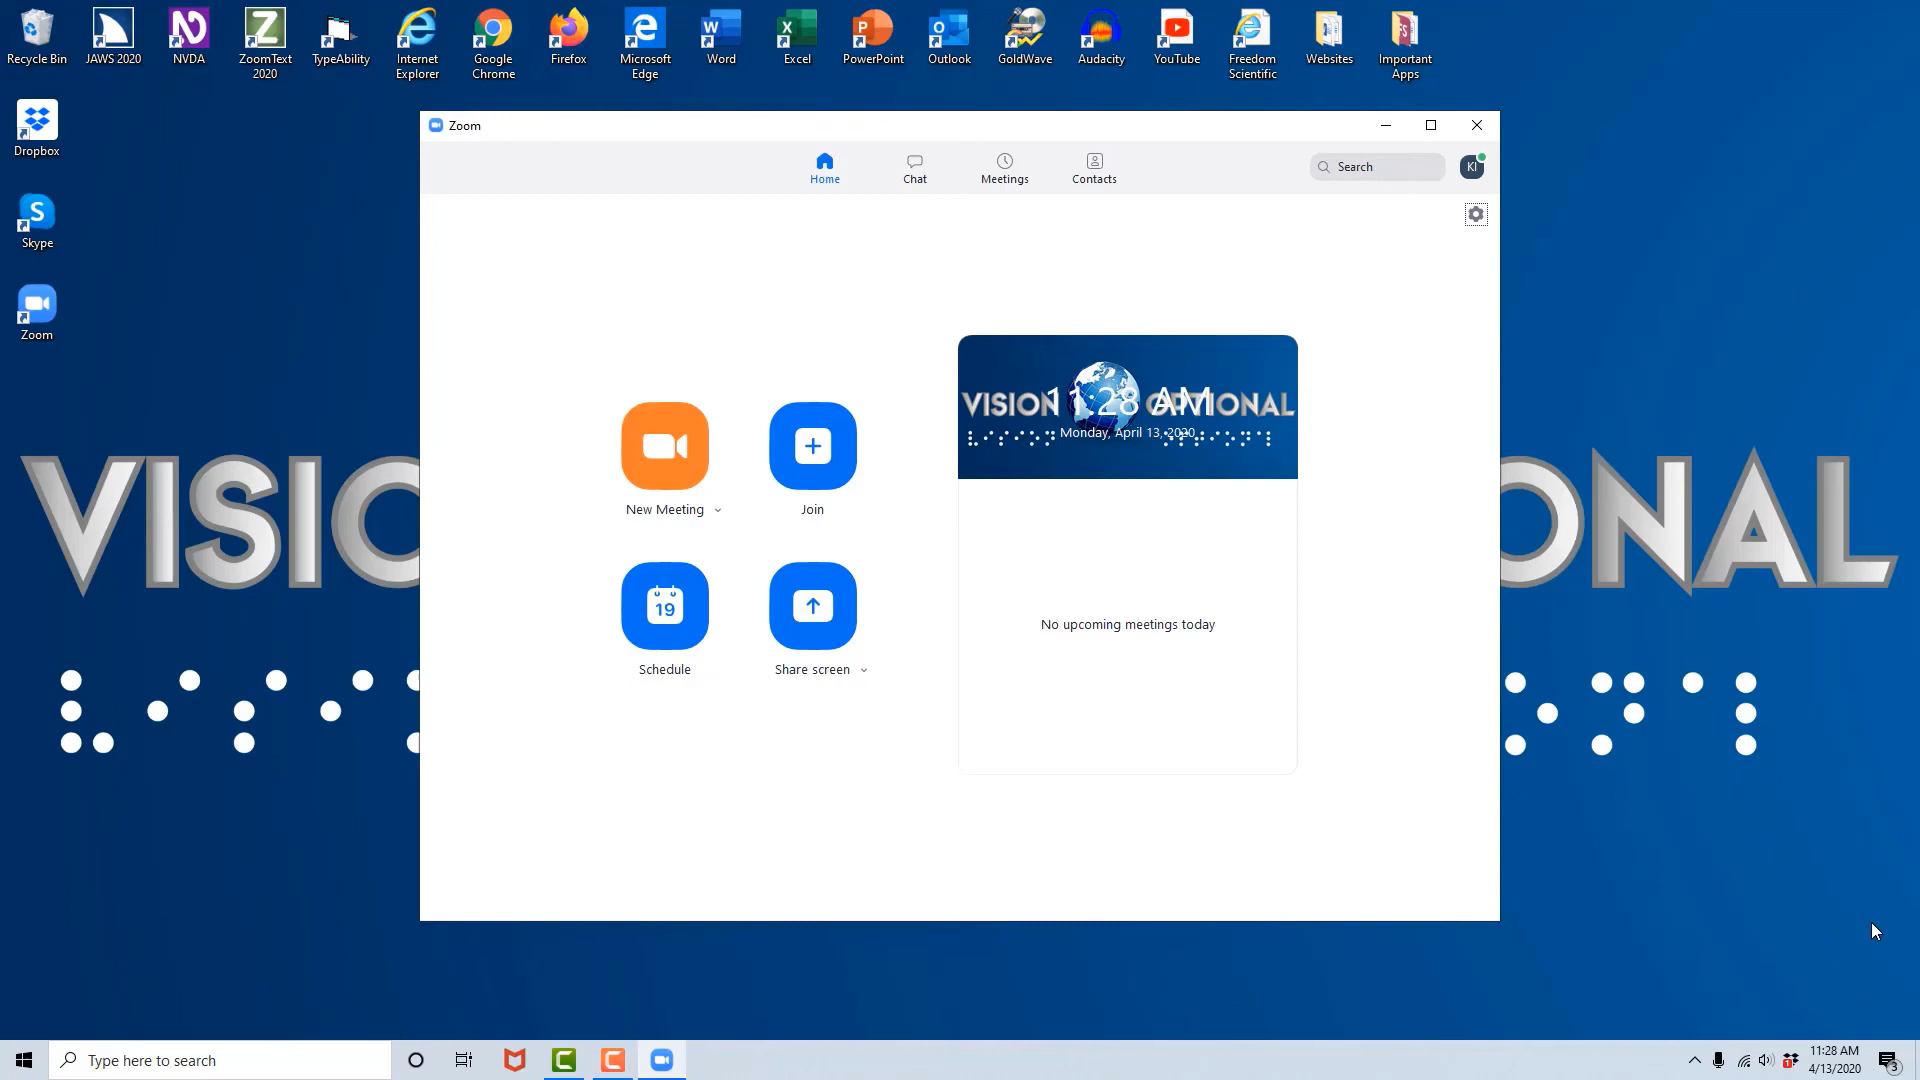 Recycle Bin
JAWS 2020
NVDA
ZoomText
2020
TypeAbility
Internet
Explorer
Google
Chrome
Firefox
Microsoft
Edge
Word
Excel
PowerPoint
Outlook
GoldWave
Audacity
YouTube
Freedom
Scientific
Websites
Important
Apps
Dropbox
Skype
Zoom
Zoom
Home
Chat
Meetings
Contacts
Search
KI
VISION OPTIONAL
11:28 AM
Monday, April 13, 2020
New Meeting
Join
19
Schedule
Share screen
No upcoming meetings today
VISIO
ONAL
Type here to search
11:28 AM
4/13/2020
3